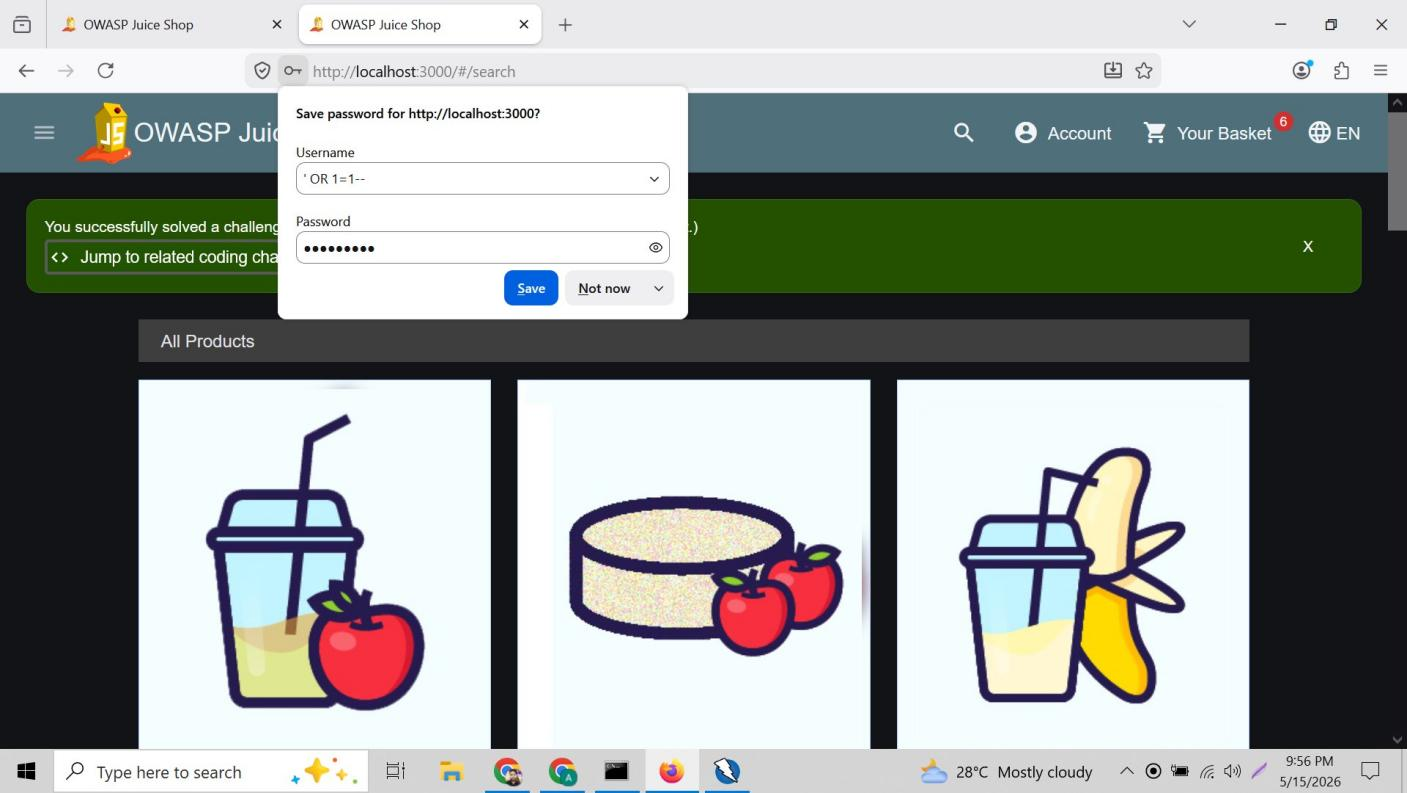 OWASP Juice Shop
OWASP Juice Shop
http://localhost:3000/#/search
Save password for http://localhost:3000?
Username
' OR 1=1--
Password
•••••••••
Save
Not now
JS
OWASP Juic
Account
Your Basket
6
EN
You successfully solved a challeng
.)
<> Jump to related coding cha
X
All Products
Type here to search
A
28°C Mostly cloudy
9:56 PM
5/15/2026